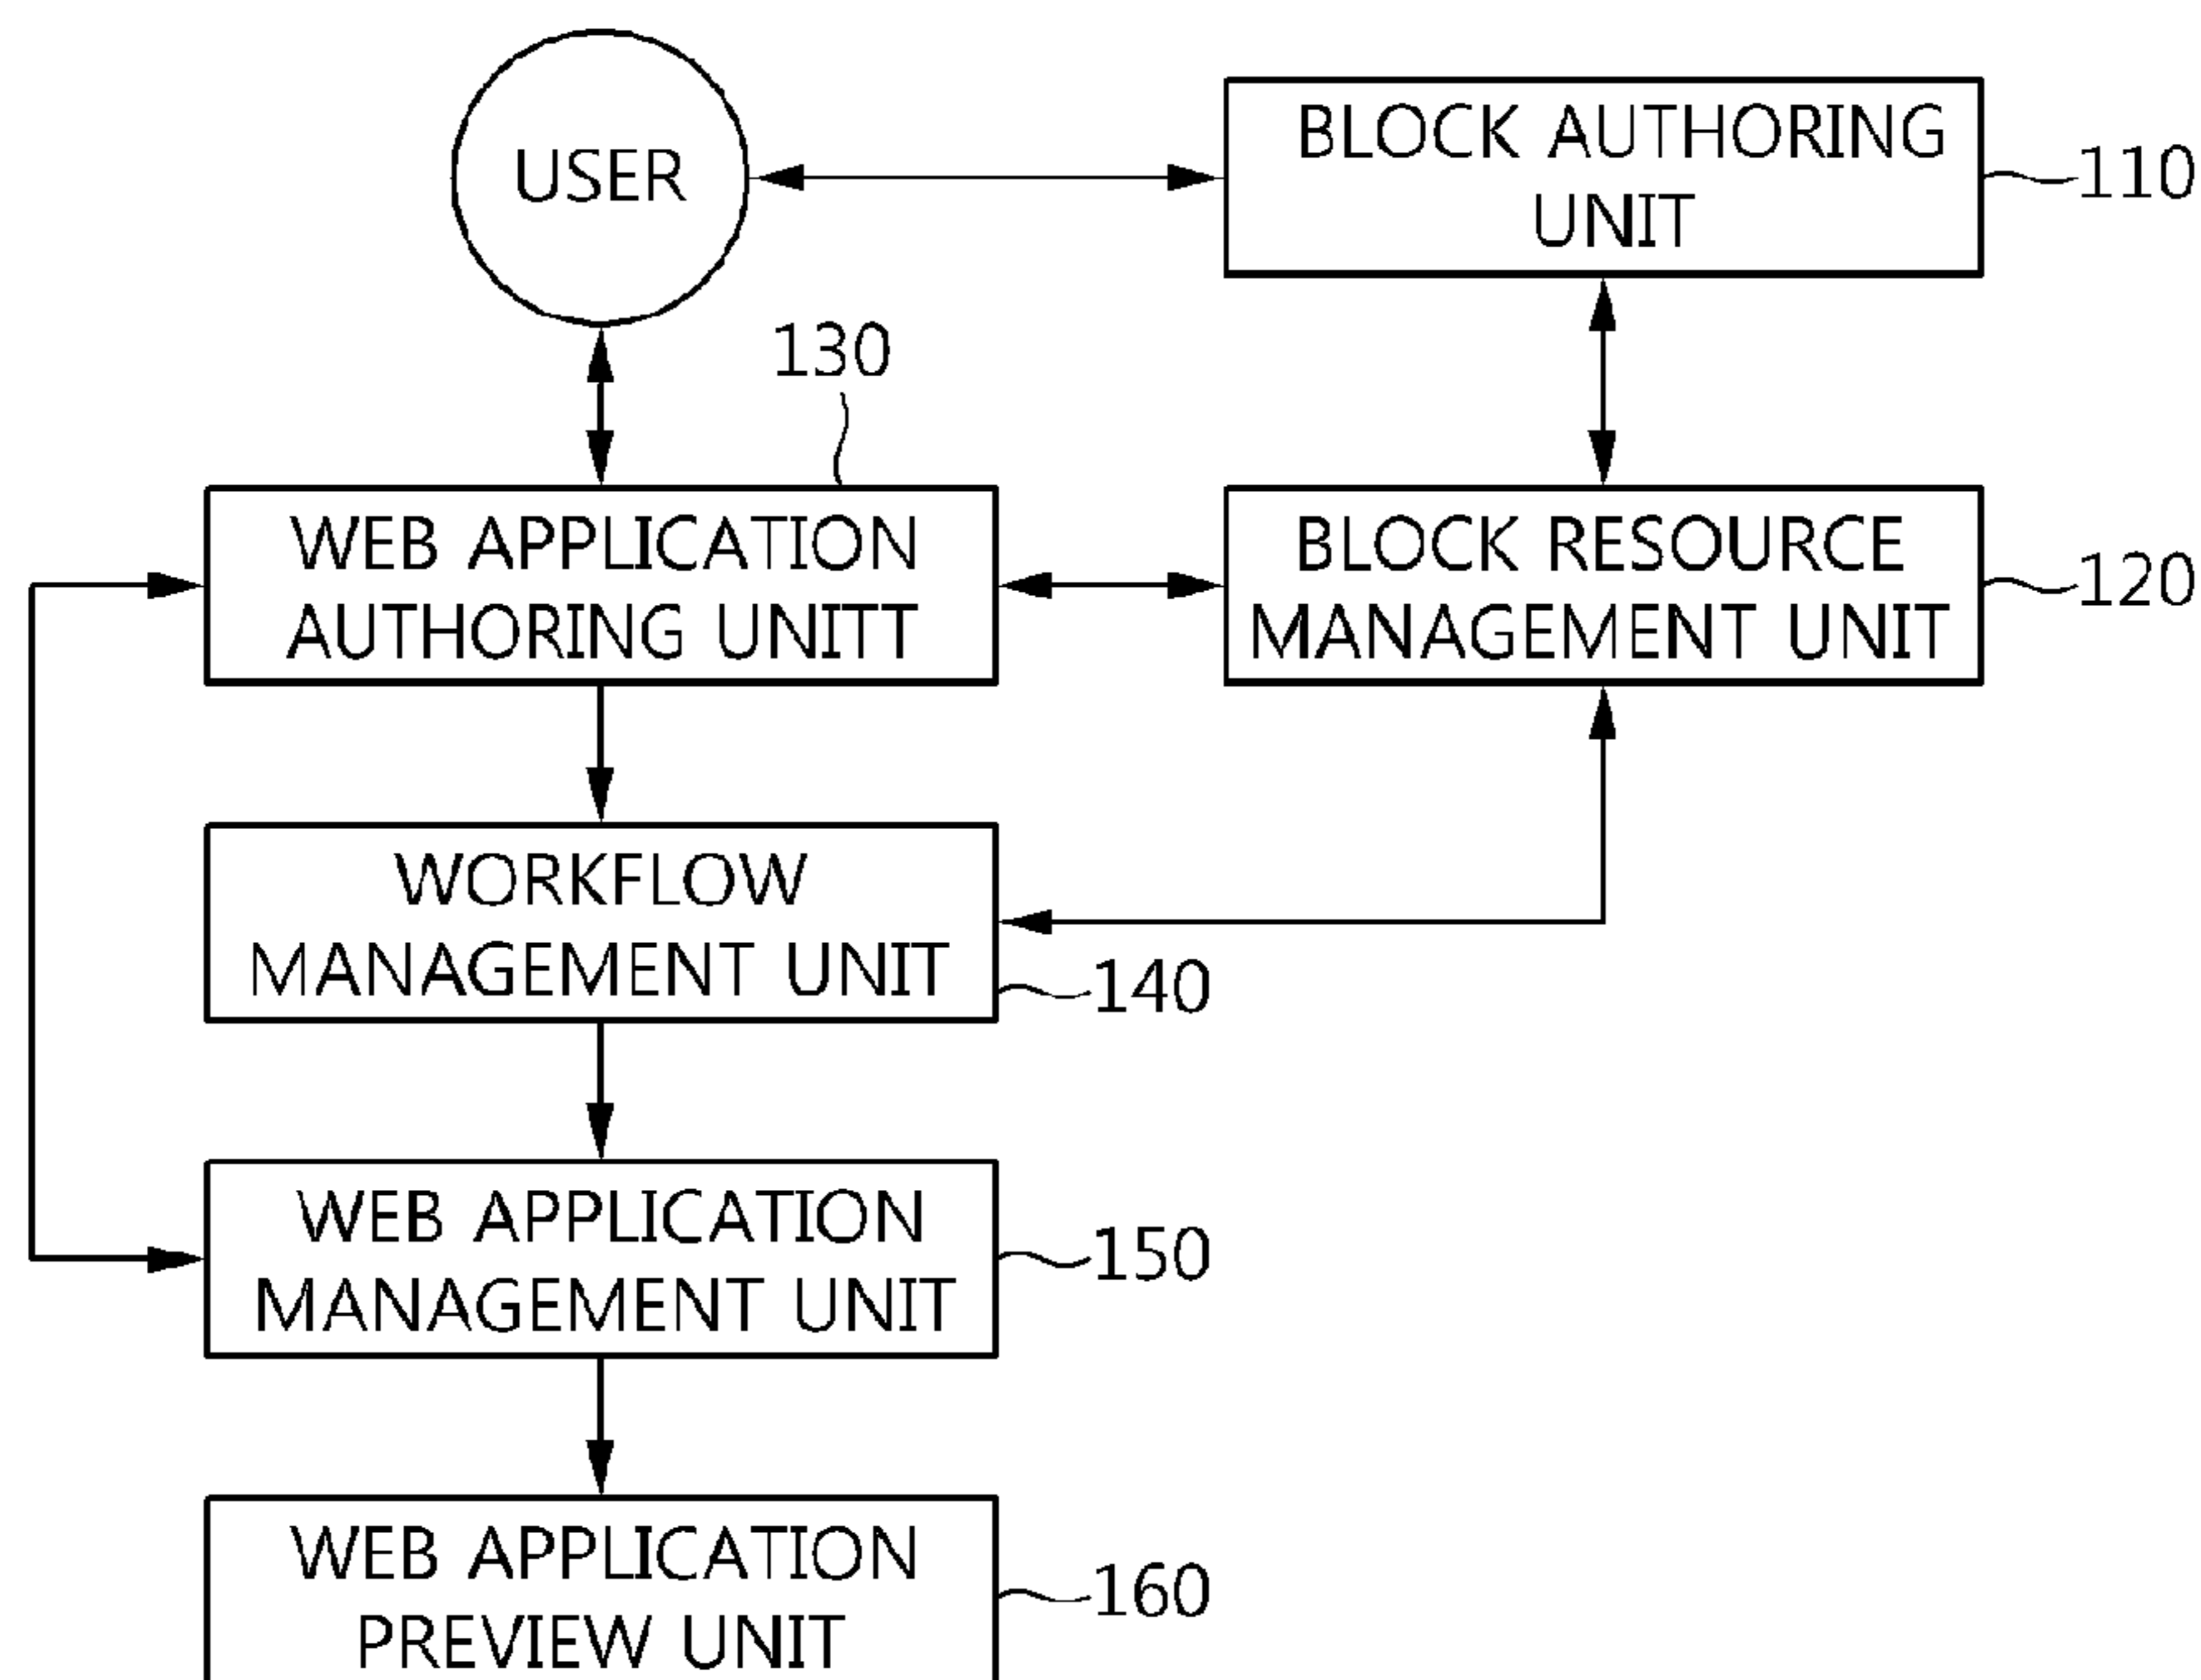 USER
BLOCK AUTHORING
UNIT
110
130
WEB APPLICATION
AUTHORING UNITT
BLOCK RESOURCE
MANAGEMENT UNIT
120
WORKFLOW
MANAGEMENT UNIT
140
WEB APPLICATION
MANAGEMENT UNIT
150
WEB APPLICATION
PREVIEW UNIT
160